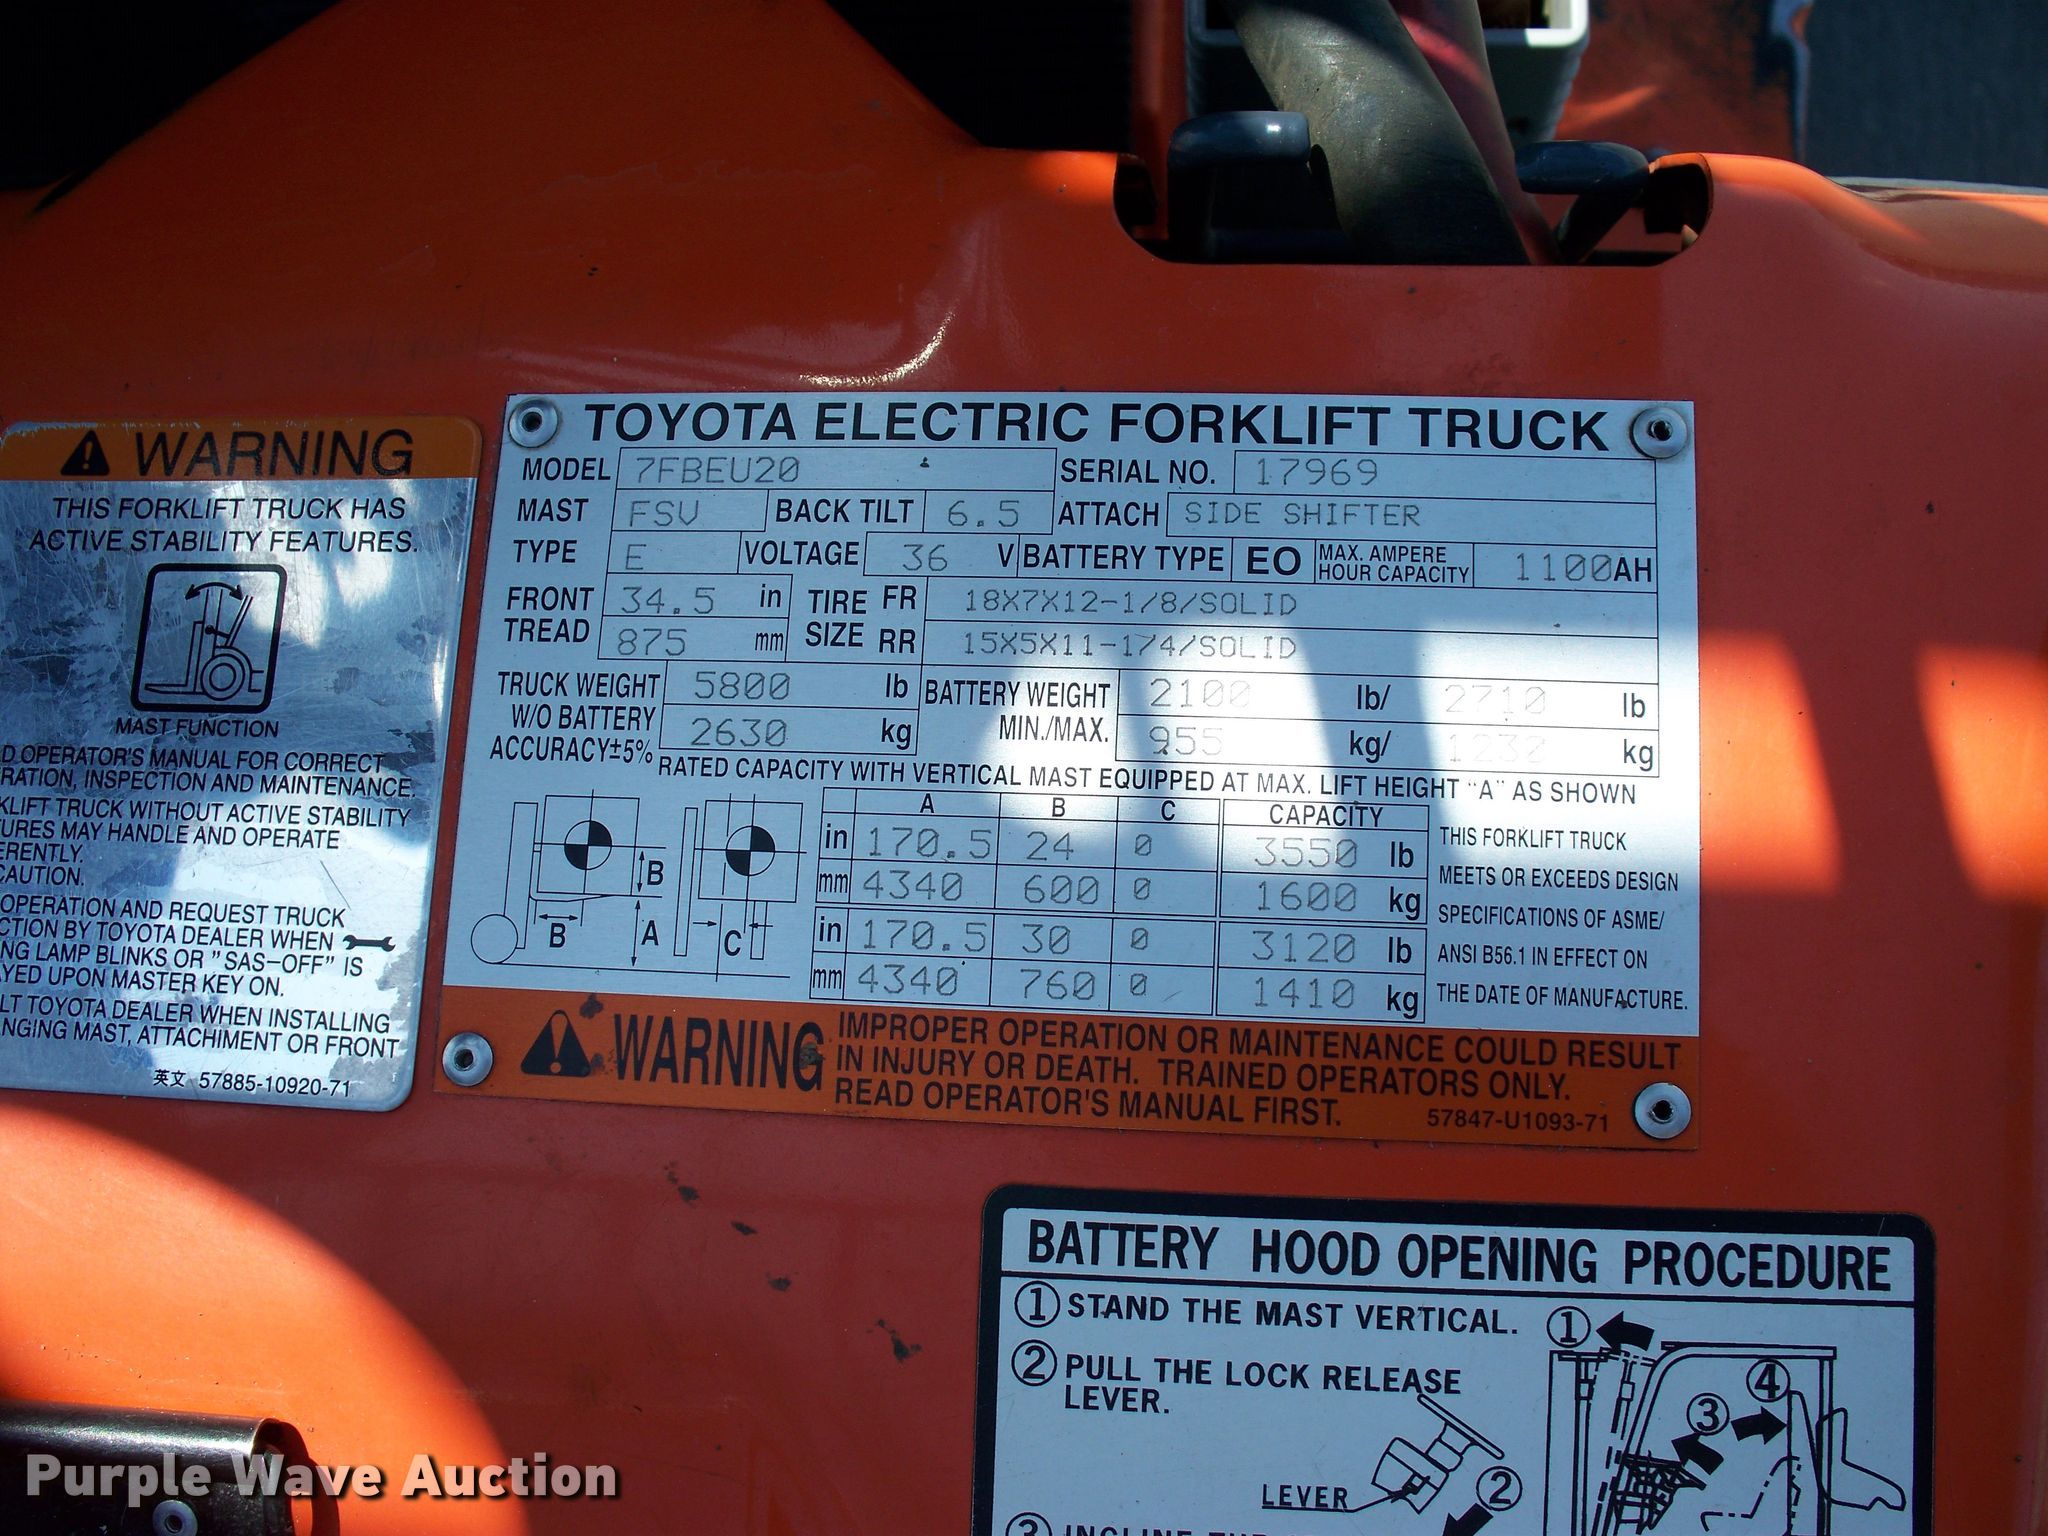 WARNING
THIS FORKLIFT TRUCK HAS
ACTIVE STABILITY FEATURES.
MAST FUNCTION
D OPERATOR'S MANUAL FOR CORRECT
RATION, INSPECTION AND MAINTENANCE.
KLIFT TRUCK WITHOUT ACTIVE STABILITY
URES MAY HANDLE AND OPERATE
ERENTLY.
CAUTION.
OPERATION AND REQUEST TRUCK
CTION BY TOYOTA DEALER WHEN
NG LAMP BLINKS OR "SAS-OFF" IS
AYED UPON MASTER KEY ON.
LT TOYOTA DEALER WHEN INSTALLING
NGING MAST, ATTACHIMENT OR FRONT
英文 57885-10920-71
TOYOTA ELECTRIC FORKLIFT TRUCK
MODEL 7FBEU20 SERIAL NO. 17969
MAST FSV BACK TILT 6.5 ATTACH SIDE SHIFTER
TYPE E VOLTAGE 36 V BATTERY TYPE EO MAX. AMPERE HOUR CAPACITY 1100AH
FRONT TREAD 34.5 in TIRE SIZE FR 18X7X12-1/8/SOLID
875 mm RR 15X5X11-1/4/SOLID
TRUCK WEIGHT 5800 lb BATTERY WEIGHT 2100 lb/ 2710 lb
W/O BATTERY 2630 kg MIN./MAX. 955 kg/ 1230 kg
ACCURACY±5%
RATED CAPACITY WITH VERTICAL MAST EQUIPPED AT MAX. LIFT HEIGHT "A" AS SHOWN
A B C CAPACITY
in 170.5 24 0 3550 lb
mm 4340 600 0 1600 kg
in 170.5 30 0 3120 lb
mm 4340 760 0 1410 kg
B
B A C
THIS FORKLIFT TRUCK
MEETS OR EXCEEDS DESIGN
SPECIFICATIONS OF ASME/
ANSI B56.1 IN EFFECT ON
THE DATE OF MANUFACTURE.
WARNING
IMPROPER OPERATION OR MAINTENANCE COULD RESULT
IN INJURY OR DEATH. TRAINED OPERATORS ONLY.
READ OPERATOR'S MANUAL FIRST. 57847-U1093-71
BATTERY HOOD OPENING PROCEDURE
① STAND THE MAST VERTICAL.
② PULL THE LOCK RELEASE
LEVER.
LEVER
②
①
④
③
③
Purple Wave Auction